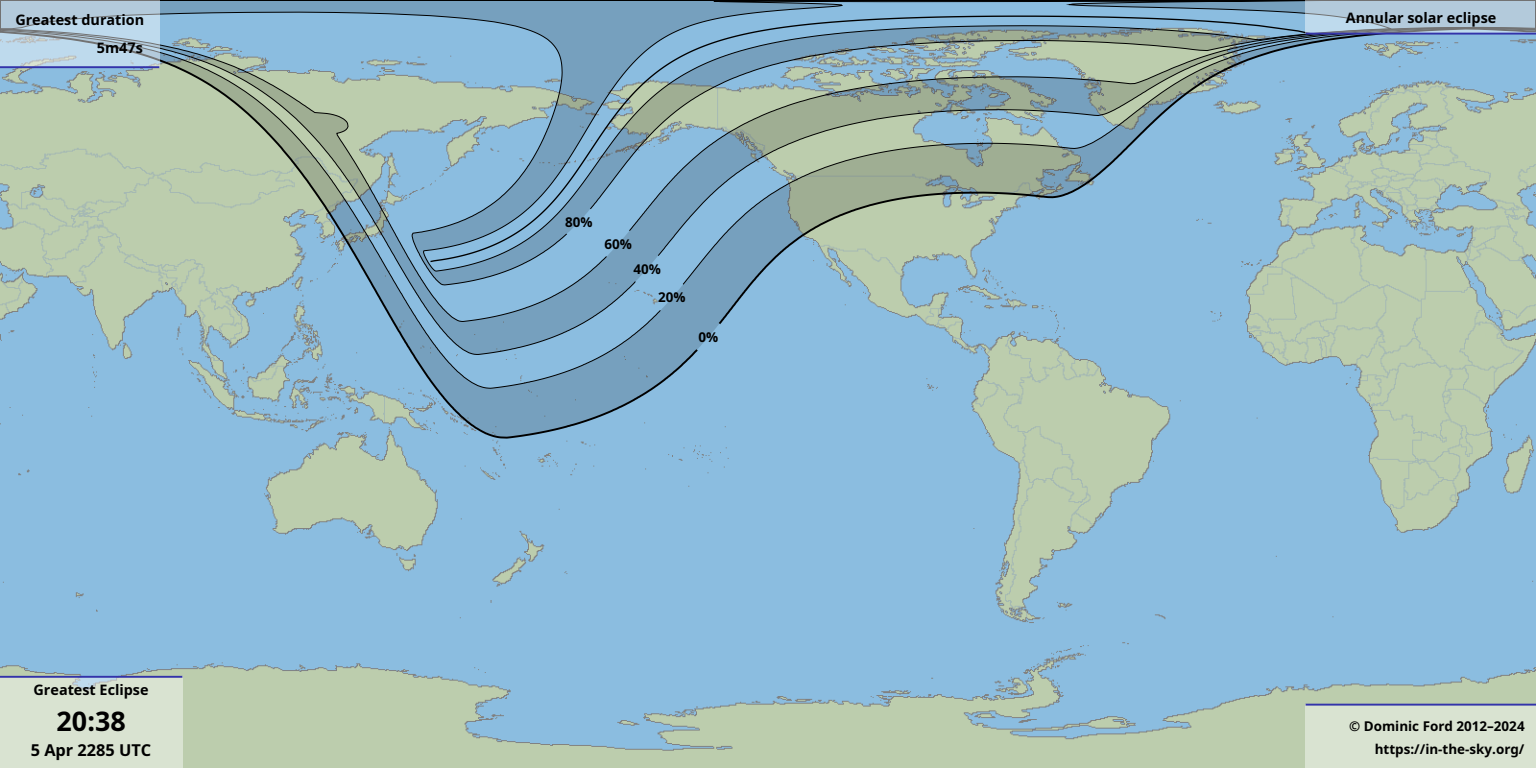 Greatest duration
5m47s
Annular solar eclipse
80%
60%
40%
20%
0%
Greatest Eclipse
20:38
5 Apr 2285 UTC
© Dominic Ford 2012–2024
https://in-the-sky.org/